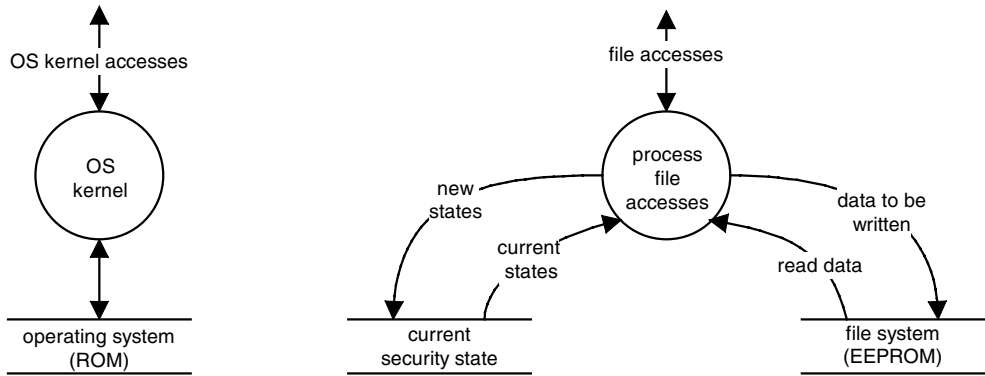 OS kernel accesses
OS
kernel
operating system
(ROM)
file accesses
process
file
accesses
new
states
current
states
data to be
written
read data
current
security state
file system
(EEPROM)